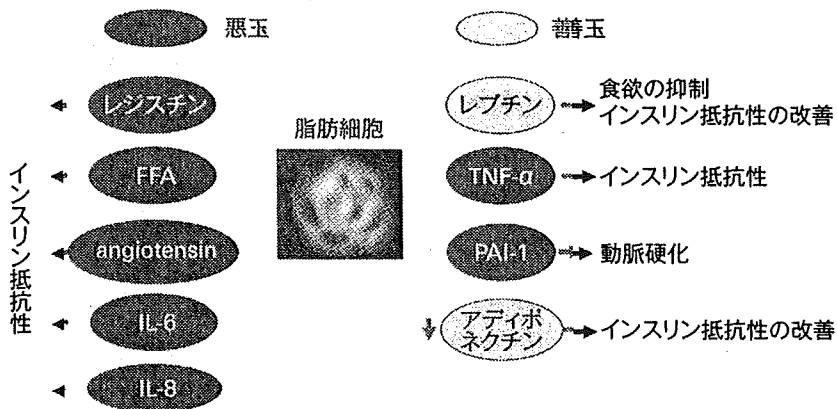 悪玉
善玉
レジスチン
FFA
angiotensin
IL-6
IL-8
インスリン抵抗性
脂肪細胞
レプチン
食欲の抑制
インスリン抵抗性の改善
TNF-α
インスリン抵抗性
PAI-1
動脈硬化
アディポ
ネクチン
インスリン抵抗性の改善